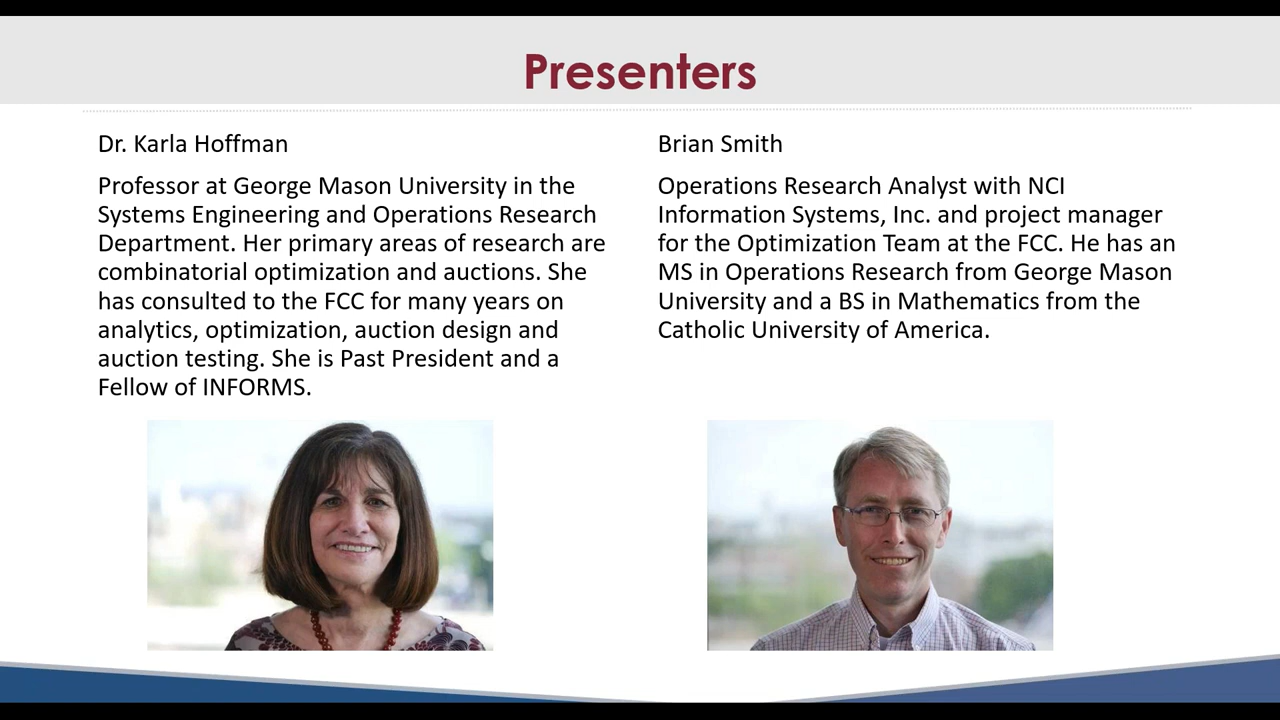 Presenters
Dr. Karla Hoffman
Professor at George Mason University in the
Systems Engineering and Operations Research
Department. Her primary areas of research are
combinatorial optimization and auctions. She
has consulted to the FCC for many years on
analytics, optimization, auction design and
auction testing. She is Past President and a
Fellow of INFORMS.
Brian Smith
Operations Research Analyst with NCI
Information Systems, Inc. and project manager
for the Optimization Team at the FCC. He has an
MS in Operations Research from George Mason
University and a BS in Mathematics from the
Catholic University of America.